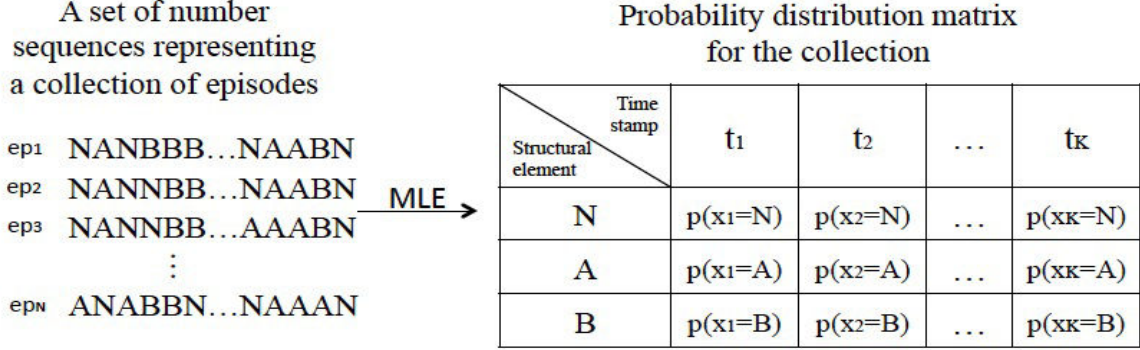 A set of number
sequences representing
a collection of episodes
ep1 NANBBB...NAABN
ep2 NANNBB...NAABN
ep3 NANNBB...AAABN
⋮
epN ANABBN...NAAAN
MLE
Probability distribution matrix
for the collection
Time
stamp
Structural
element
t1 t2 ... tK
N p(x1=N) p(x2=N) ... p(xK=N)
A p(x1=A) p(x2=A) ... p(xK=A)
B p(x1=B) p(x2=B) ... p(xK=B)